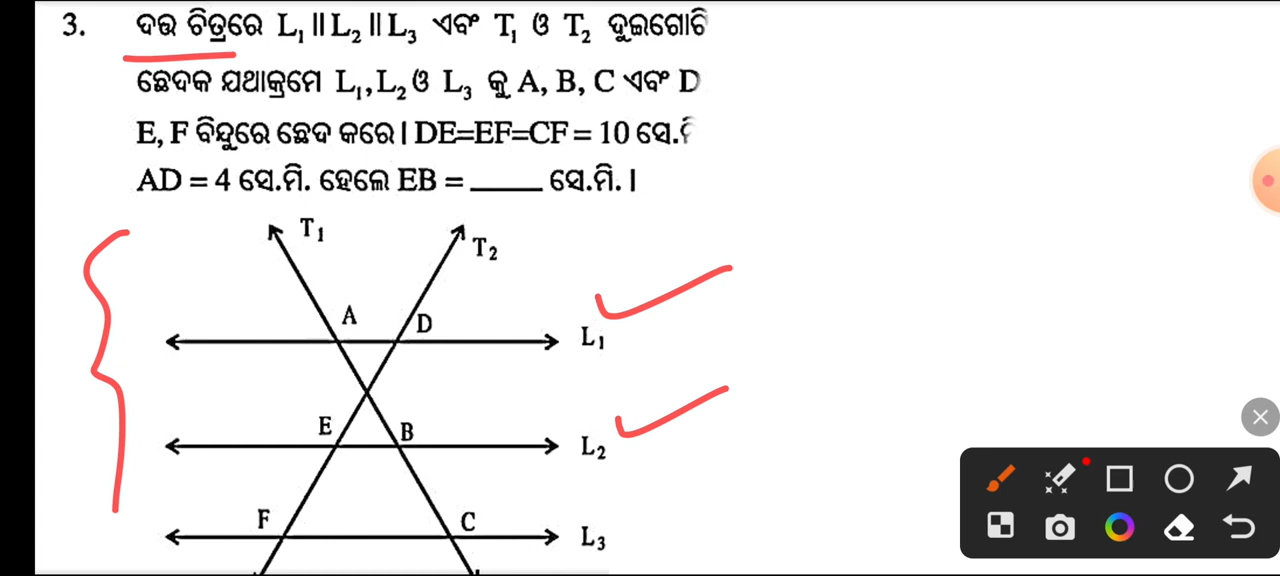 3. ଦତ୍ତ ଚିତ୍ରରେ L₁ || L₂ || L₃ ଏବଂ T₁ ଓ T₂ ଦୁଇଗୋଟି
ଛେଦକ ଯଥାକ୍ରମେ L₁, L₂ ଓ L₃ କୁ A, B, C ଏବଂ D
E, F ବିନ୍ଦୁରେ ଛେଦ କରେ । DE=EF=CF = 10 ସେ.
AD = 4 ସେ.ମି. ହେଲେ EB = _____ ସେ.ମି. ।
T₁
T₂
A
D
L₁
E
B
L₂
F
C
L₃